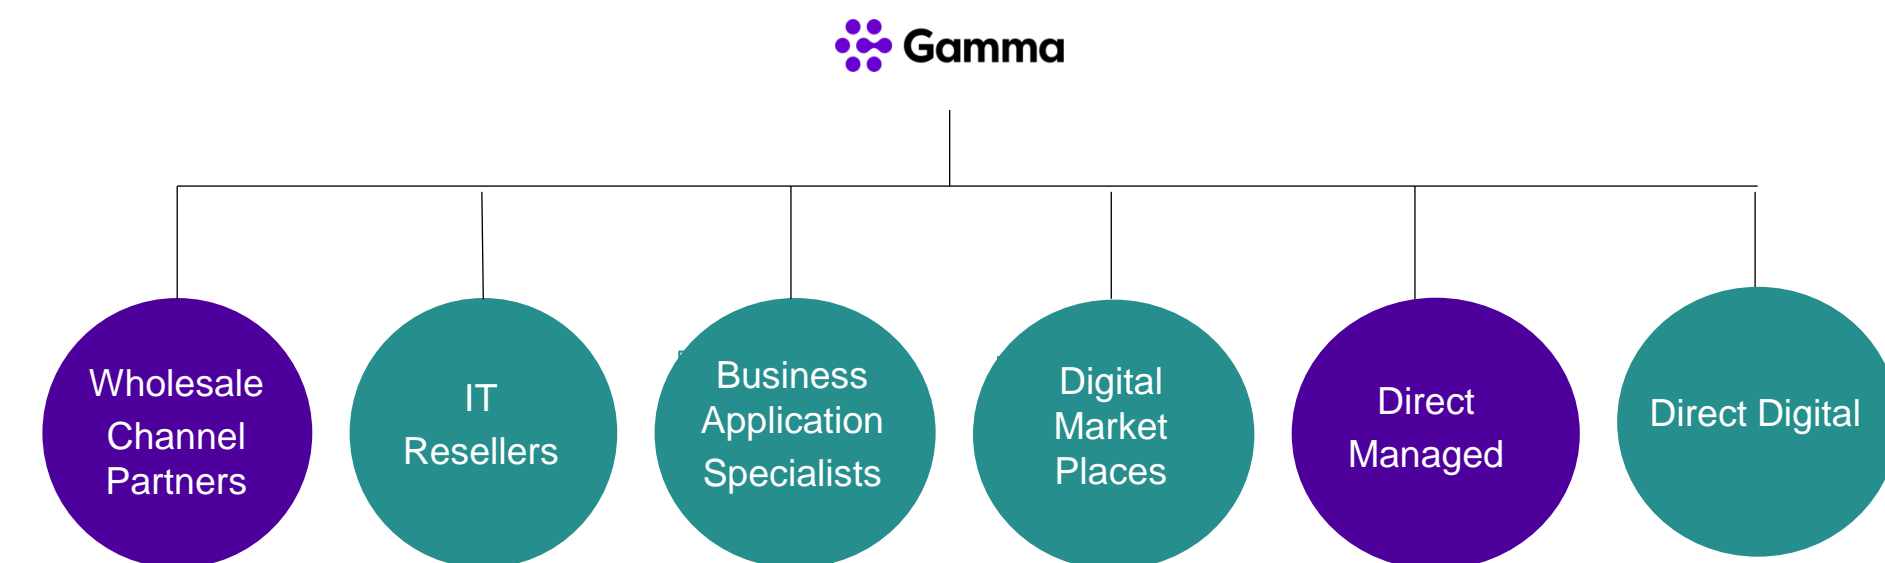 Gamma
Wholesale
Channel
Partners
IT
Resellers
Business
Application
Specialists
Digital
Market
Places
Direct
Managed
Direct Digital